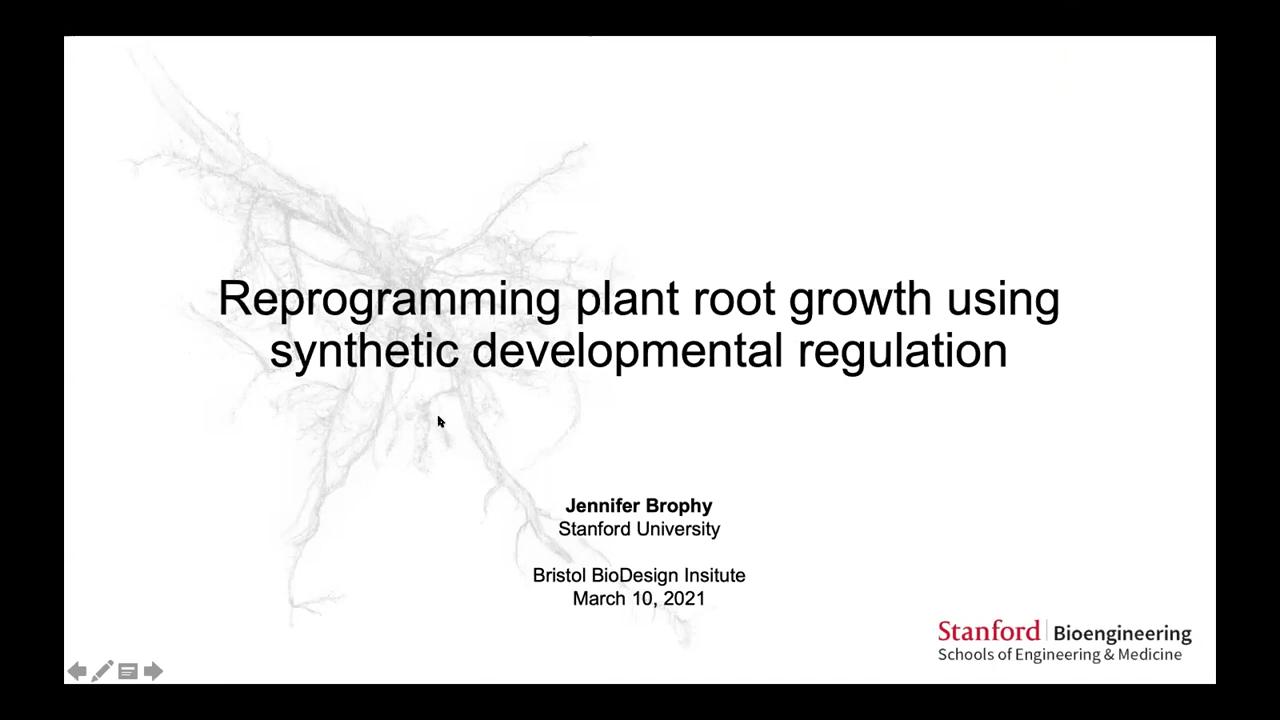 Reprogramming plant root growth using
synthetic developmental regulation
Jennifer Brophy
Stanford University
Bristol BioDesign Insitute
March 10, 2021
Stanford | Bioengineering
Schools of Engineering & Medicine